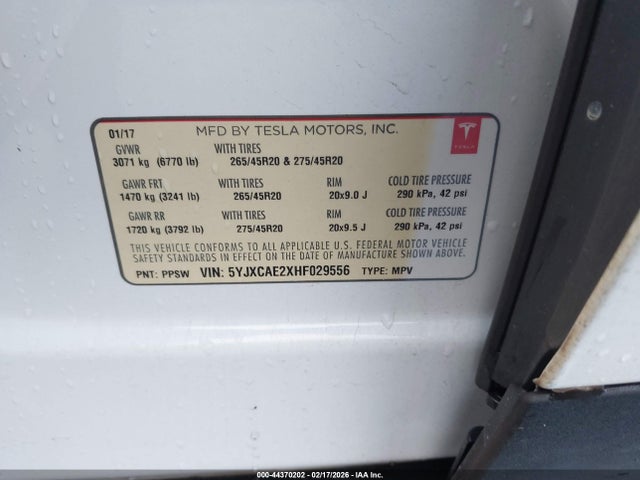 01/17 MFD BY TESLA MOTORS, INC.
GVWR WITH TIRES
3071 kg (6770 lb) 265/45R20 & 275/45R20
TESLA
GAWR FRT WITH TIRES RIM COLD TIRE PRESSURE
1470 kg (3241 lb) 265/45R20 20x9.0 J 290 kPa, 42 psi
GAWR RR WITH TIRES RIM COLD TIRE PRESSURE
1720 kg (3792 lb) 275/45R20 20x9.5 J 290 kPa, 42 psi
THIS VEHICLE CONFORMS TO ALL APPLICABLE U.S. FEDERAL MOTOR VEHICLE
SAFETY STANDARDS IN EFFECT ON THE DATE OF MANUFACTURE SHOWN ABOVE.
PNT: PPSW VIN: 5YJXCAE2XHF029556 TYPE: MPV
000-44370202 - 02/17/2026 - IAA Inc.